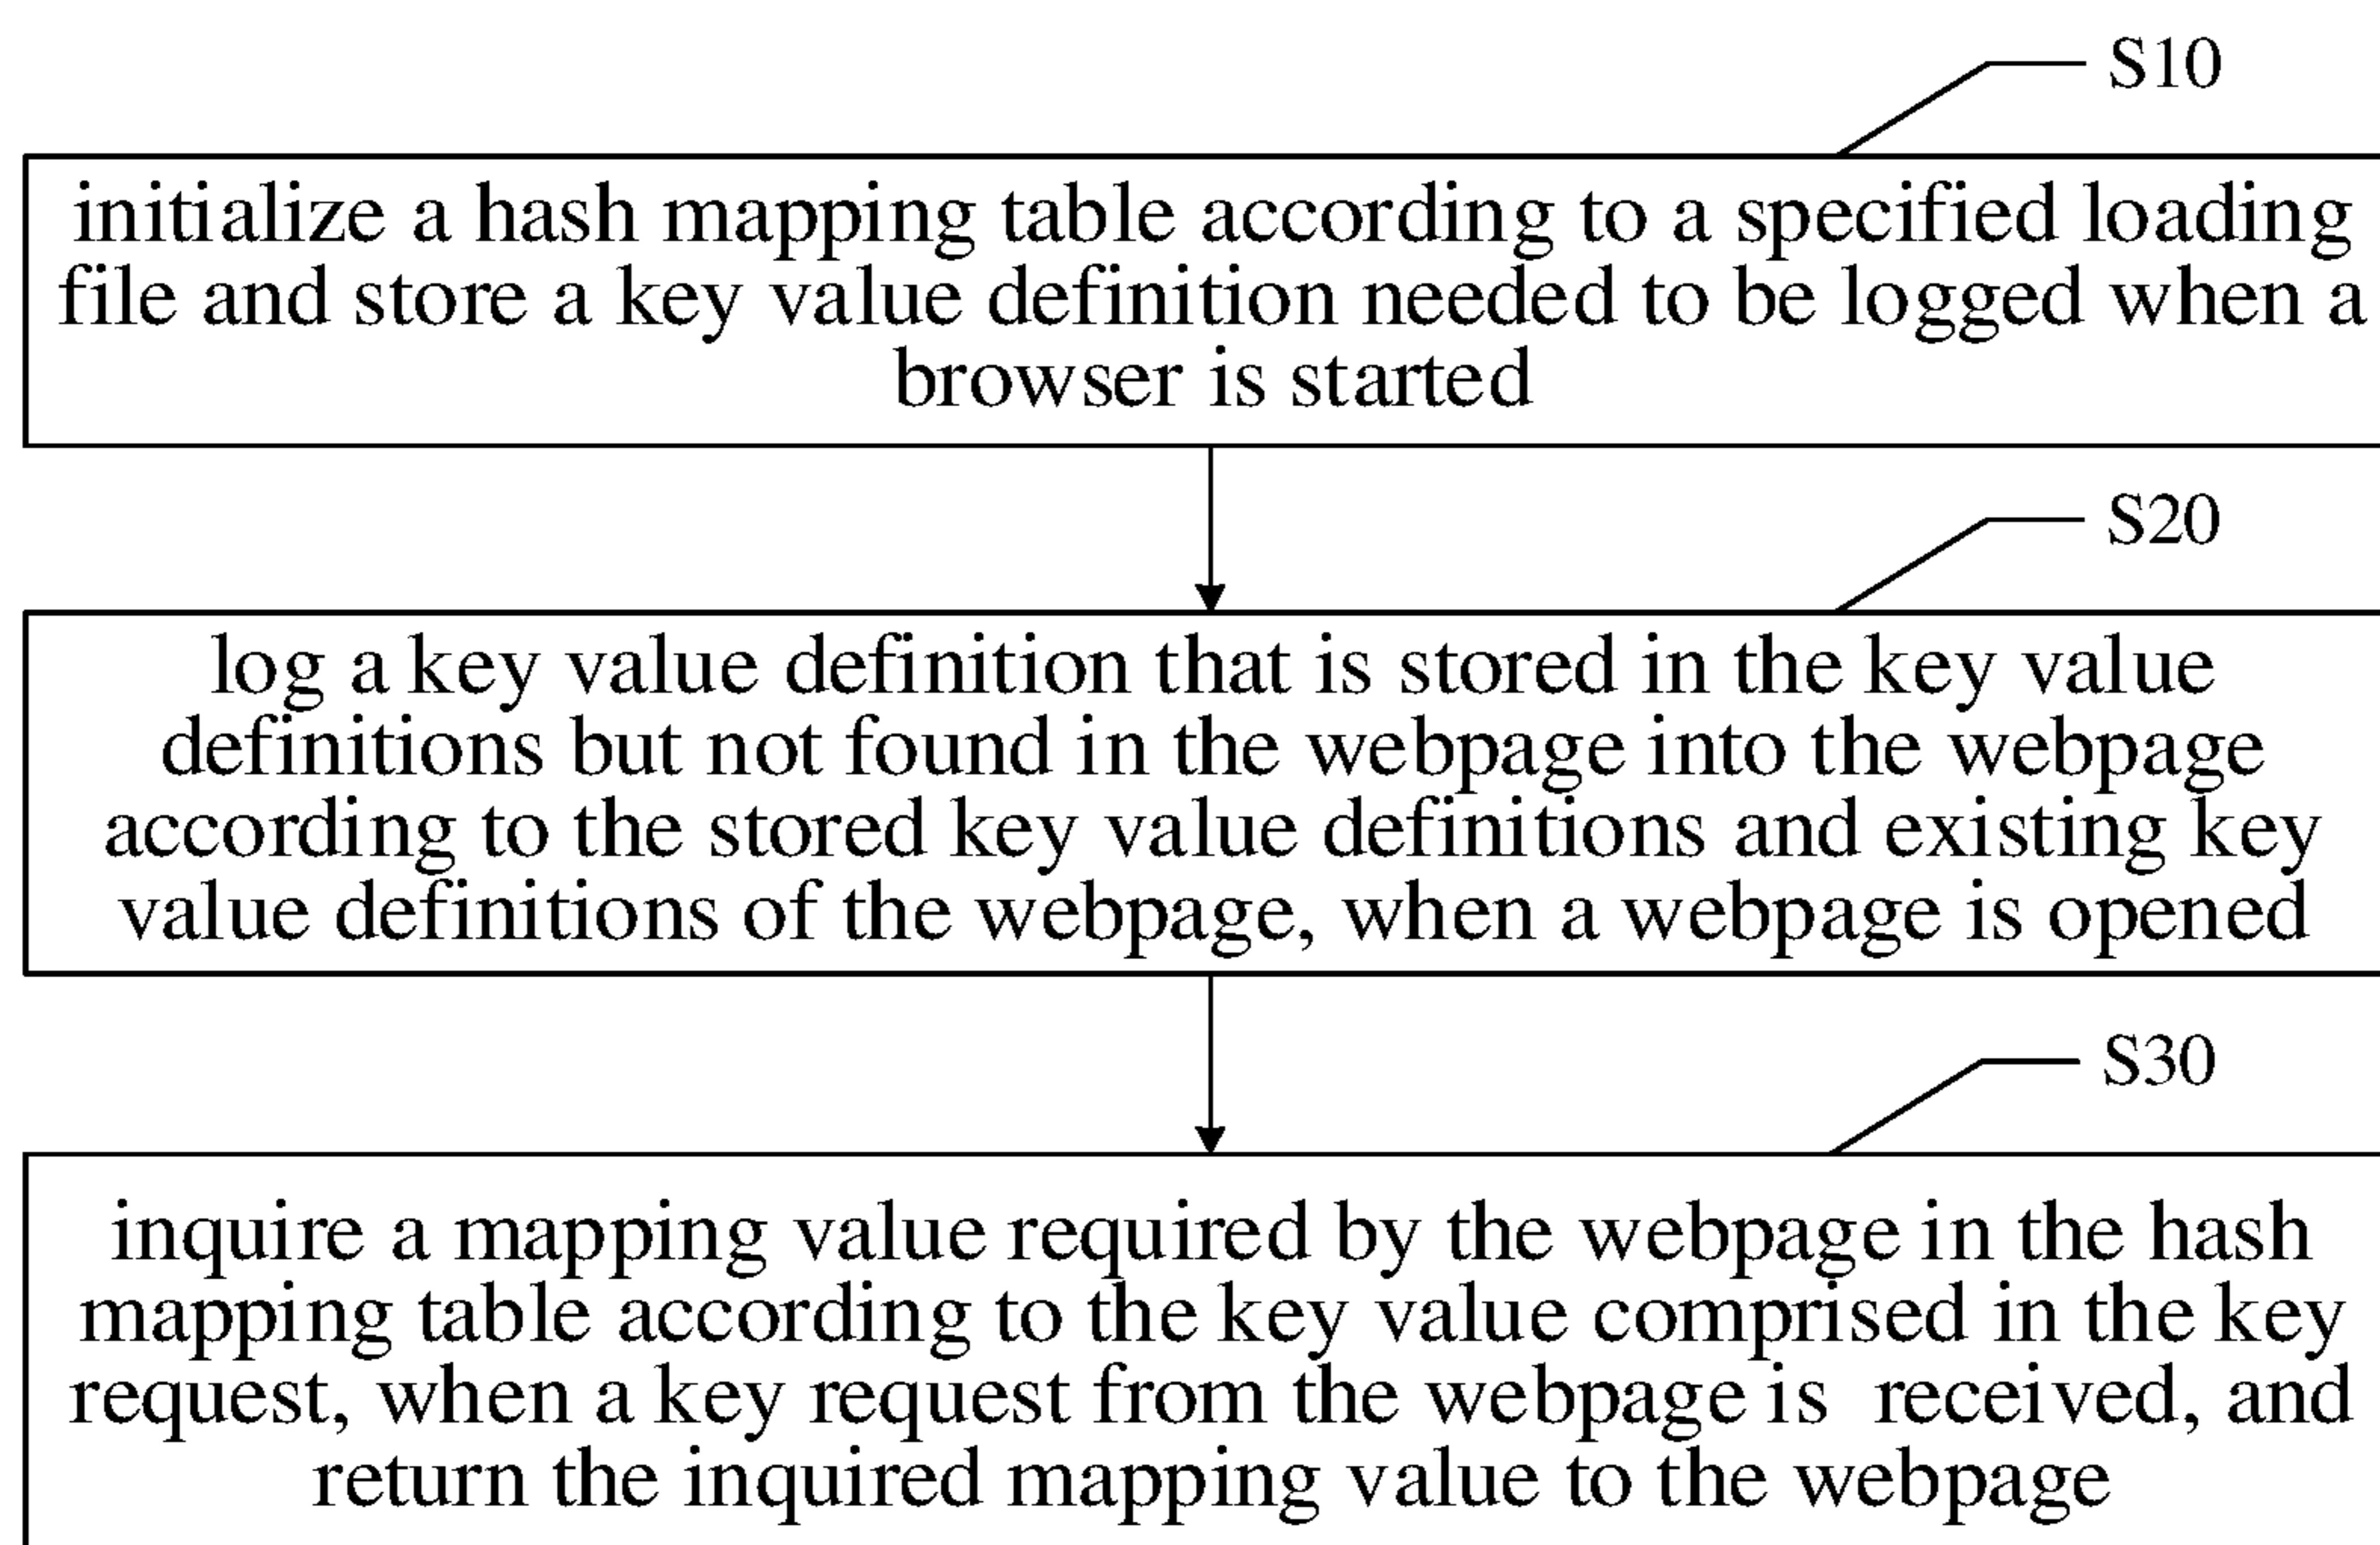 S10
initialize a hash mapping table according to a specified loading
file and store a key value definition needed to be logged when a
browser is started
S20
log a key value definition that is stored in the key value
definitions but not found in the webpage into the webpage
according to the stored key value definitions and existing key
value definitions of the webpage, when a webpage is opened
S30
inquire a mapping value required by the webpage in the hash
mapping table according to the key value comprised in the key
request, when a key request from the webpage is received, and
return the inquired mapping value to the webpage